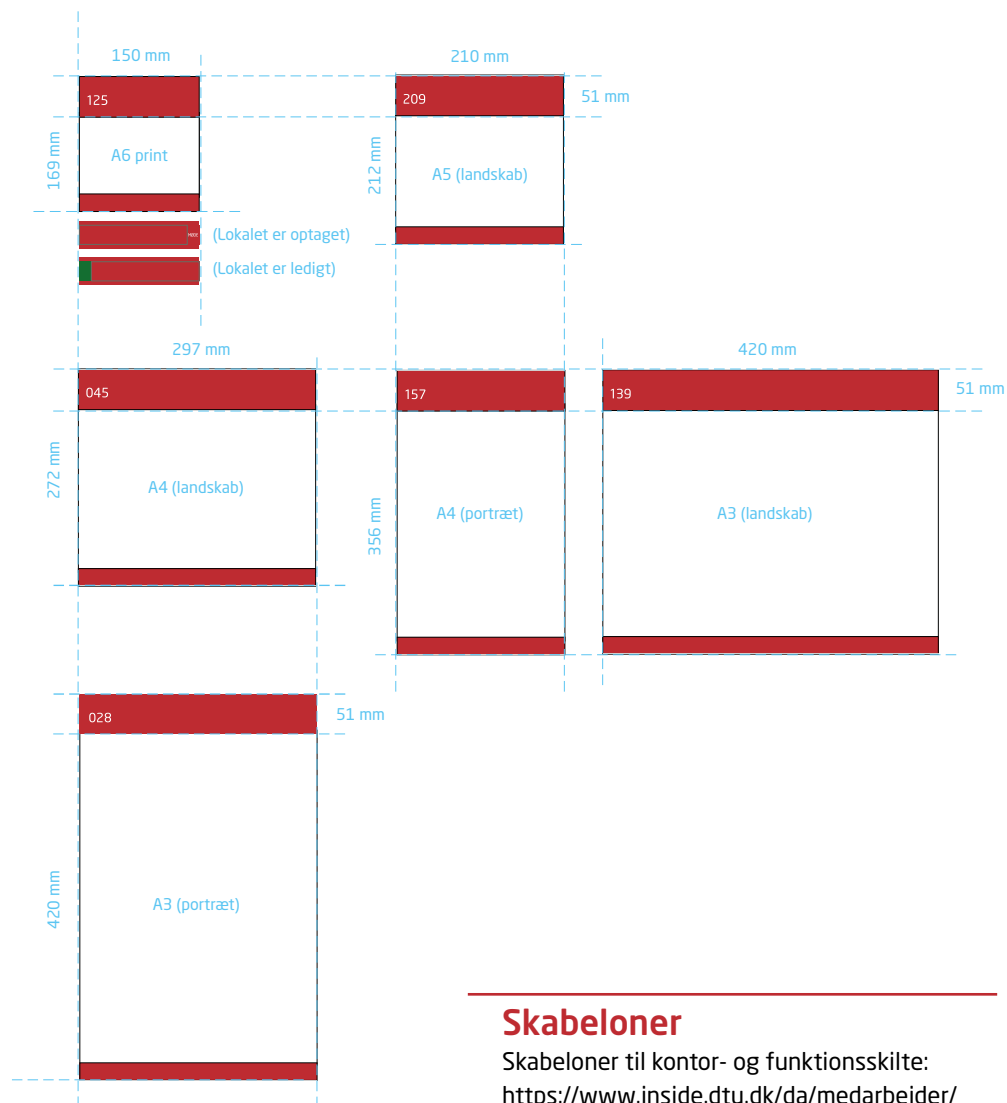 150 mm
210 mm
125
209
51 mm
169 mm
A6 print
212 mm
A5 (landskab)
(Lokalet er optaget)
(Lokalet er ledigt)
297 mm
420 mm
045
157
139
51 mm
272 mm
A4 (landskab)
356 mm
A4 (portræt)
A3 (landskab)
028
51 mm
420 mm
A3 (portræt)
Skabeloner
Skabeloner til kontor- og funktionsskilte:
https://www.inside.dtu.dk/da/medarbejder/